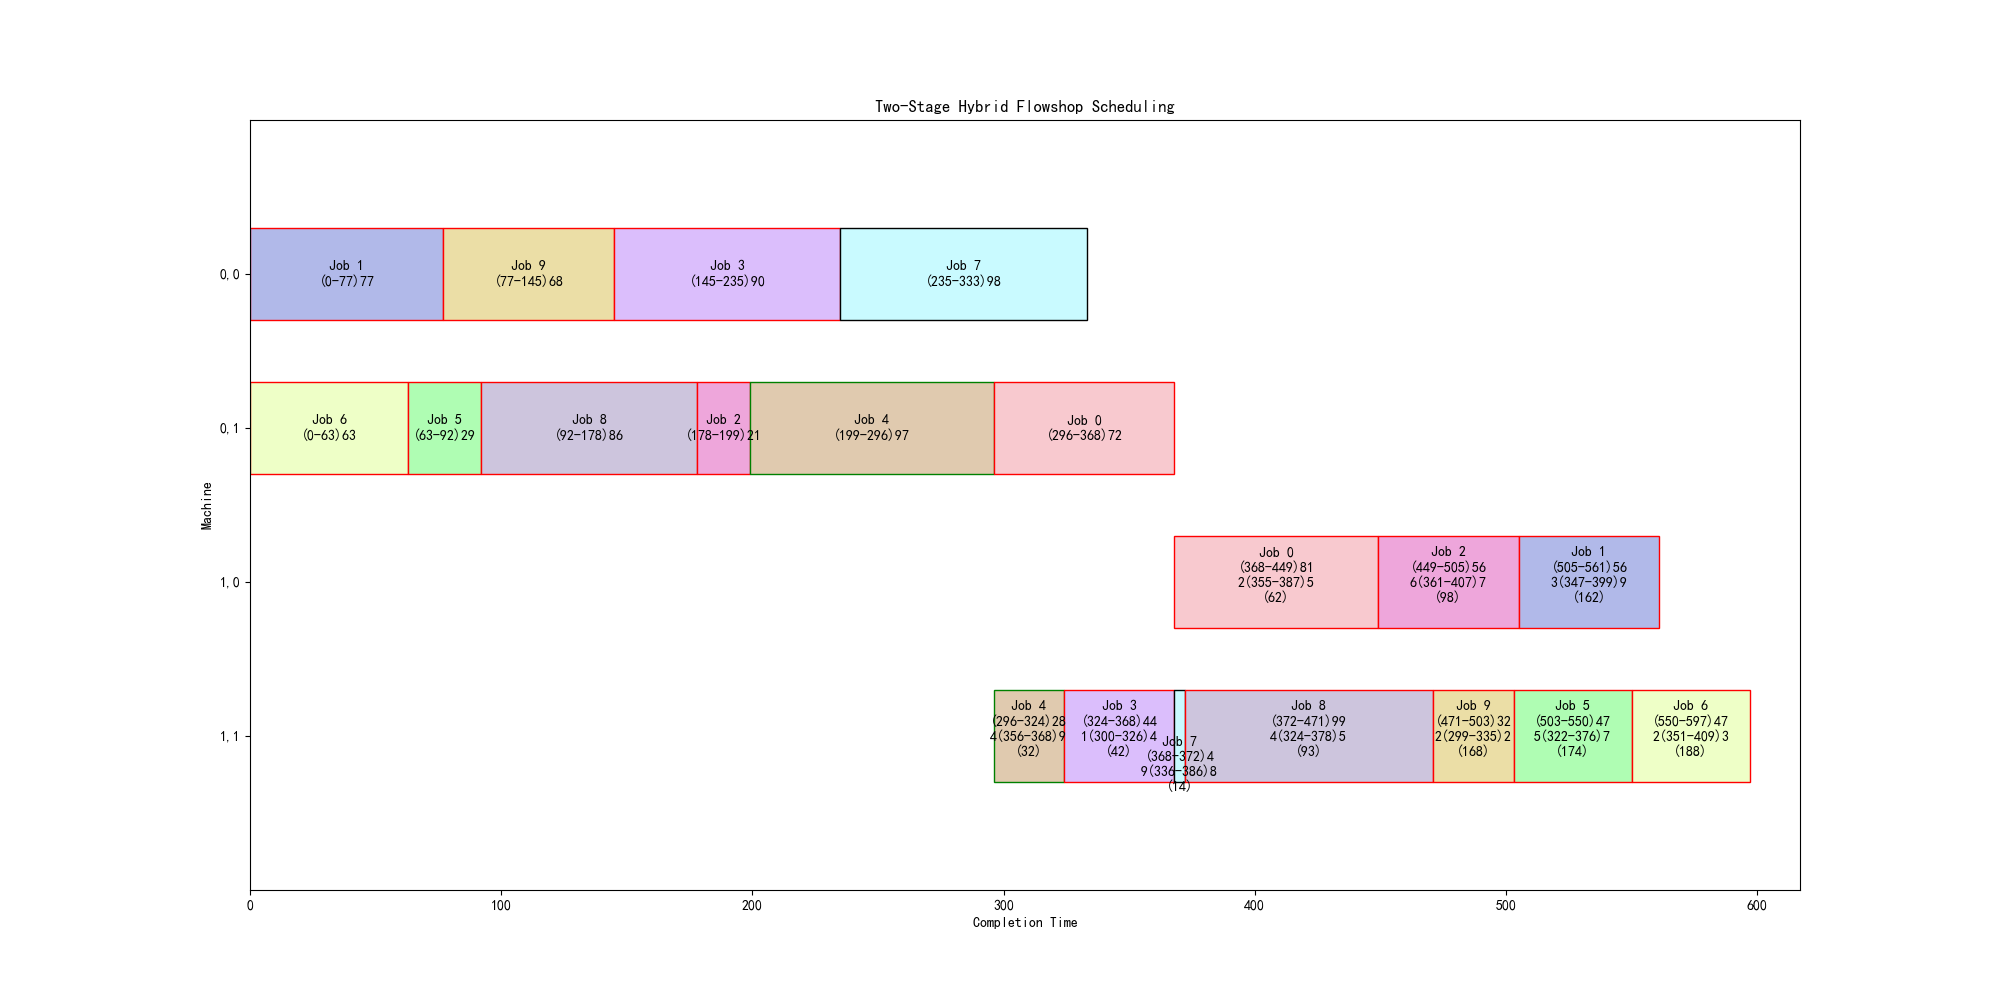 Two-Stage Hybrid Flowshop Scheduling
Machine
0,0
Job 1
(0-77)77
Job 9
(77-145)68
Job 3
(145-235)90
Job 7
(235-333)98
0,1
Job 6
(0-63)63
Job 5
(63-92)29
Job 8
(92-178)86
Job 2
(178-199)21
Job 4
(199-296)97
Job 0
(296-368)72
1,0
Job 0
(368-449)81
2(355-387)5
(62)
Job 2
(449-505)56
6(361-407)7
(98)
Job 1
(505-561)56
3(347-399)9
(162)
1,1
Job 4
(296-324)28
4(356-368)9
(32)
Job 3
(324-368)44
1(300-326)4
(42)
Job 7
(368-372)4
9(336-386)8
(14)
Job 8
(372-471)99
4(324-378)5
(93)
Job 9
(471-503)32
2(299-335)2
(168)
Job 5
(503-550)47
5(322-376)7
(174)
Job 6
(550-597)47
2(351-409)3
(188)
0 100 200 300 400 500 600
Completion Time